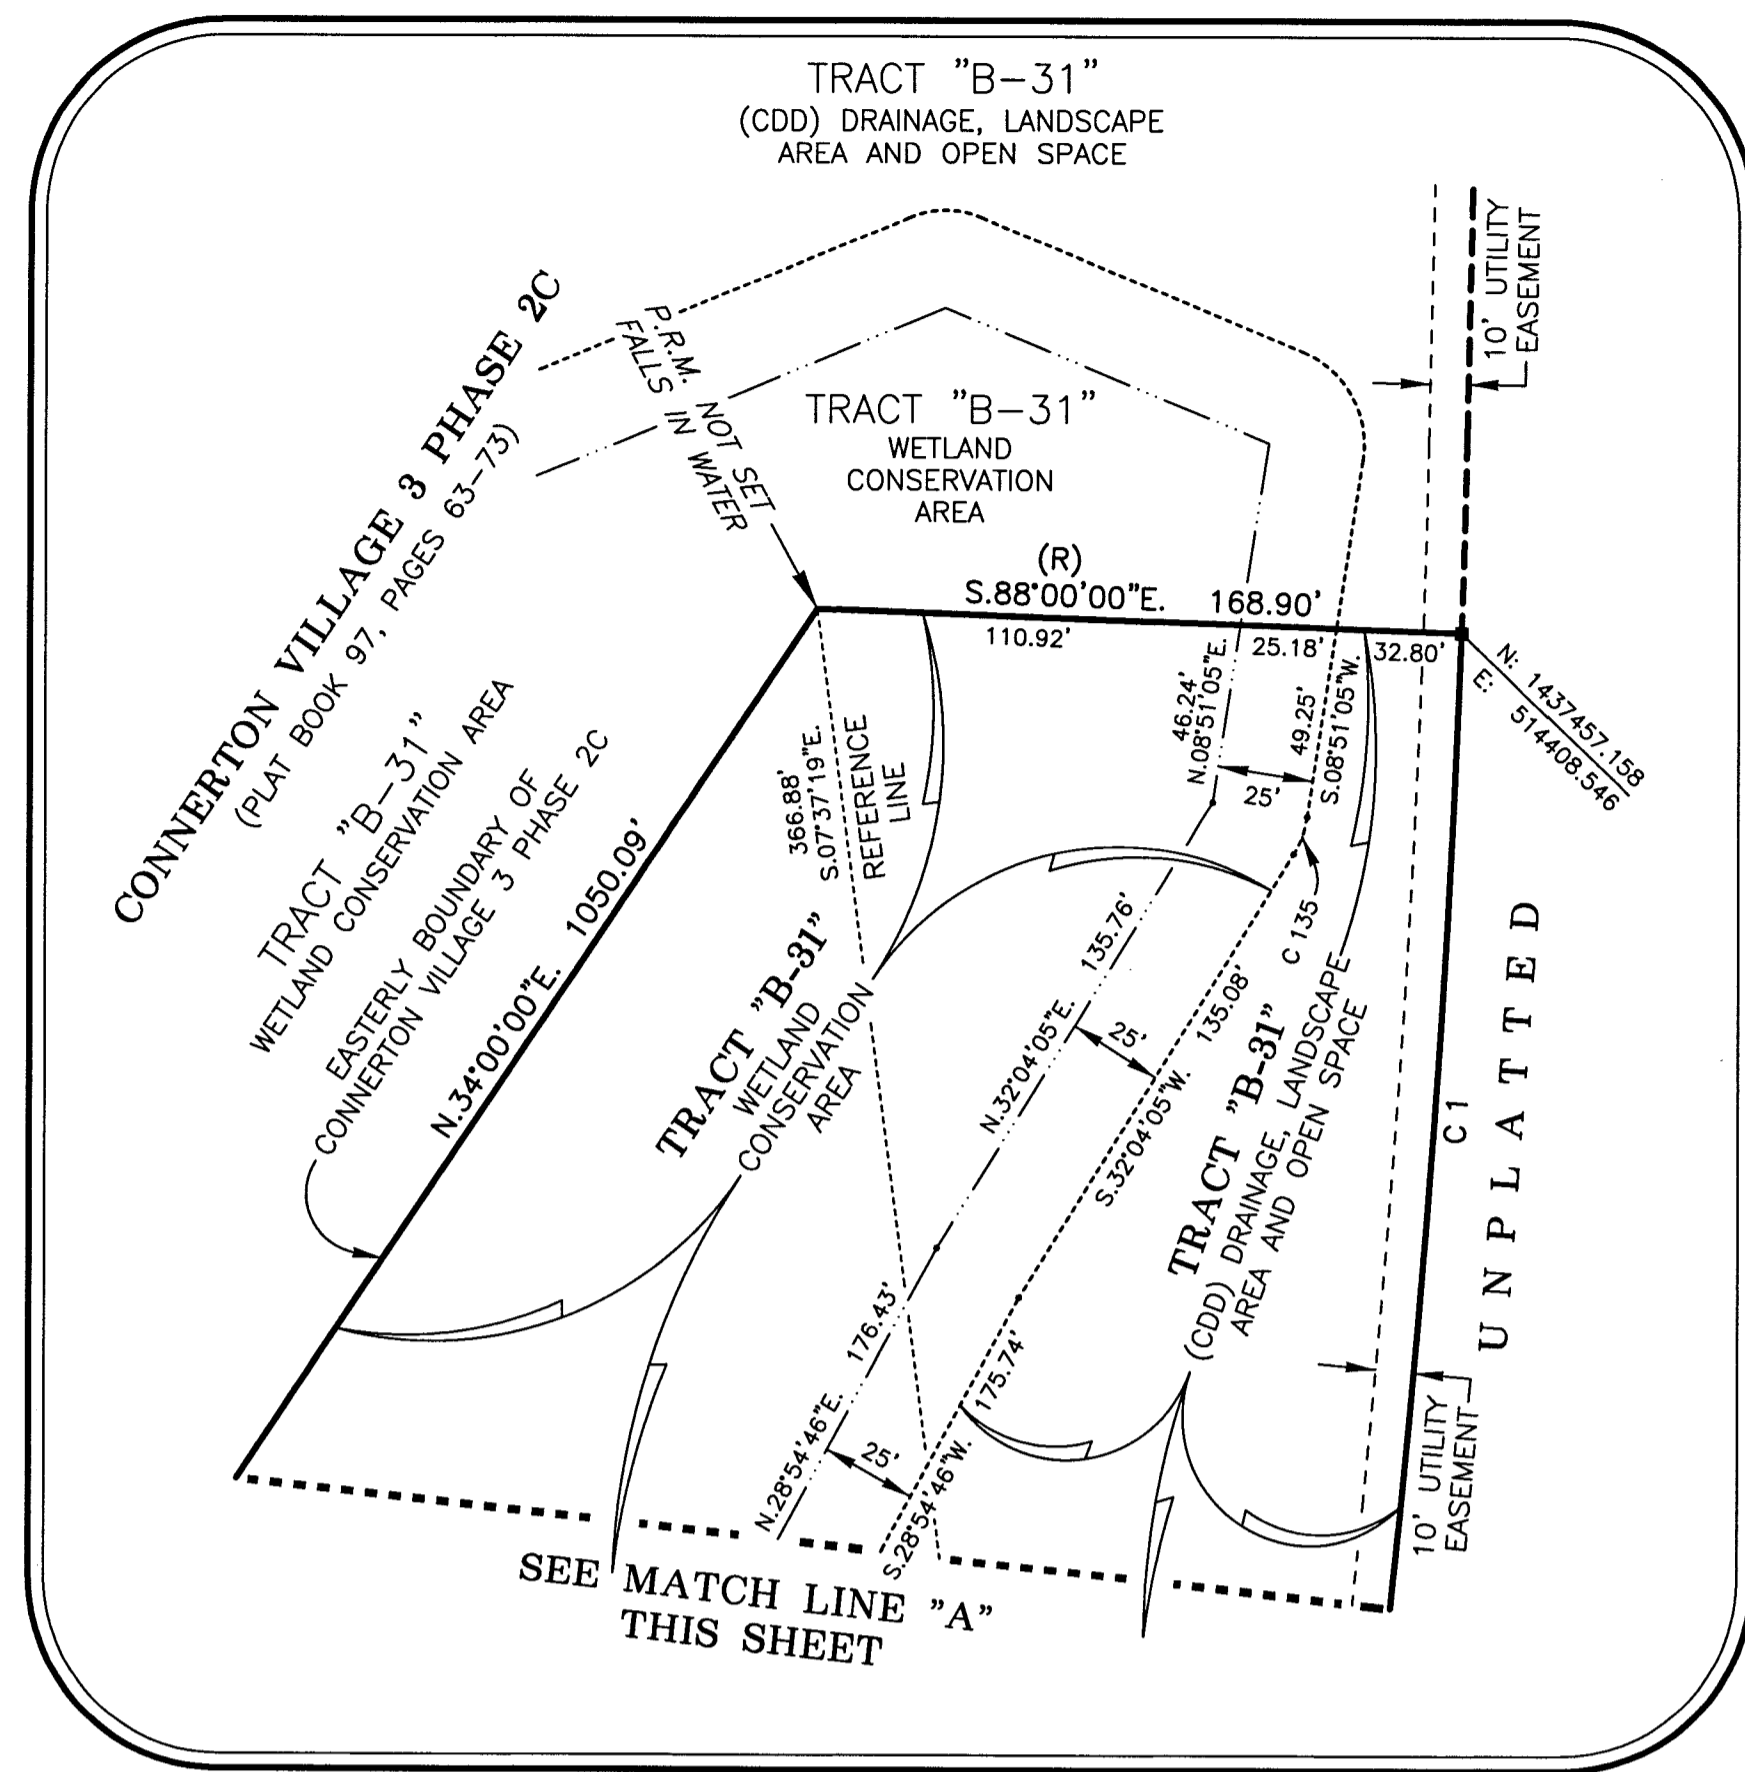 TRACT "B-31"
(CDD) DRAINAGE, LANDSCAPE
AREA AND OPEN SPACE
10' UTILITY
EASEMENT
P.R.M. NOT SET
FALLS IN WATER
CONNERTON VILLAGE 3 PHASE 2C
(PLAT BOOK 97, PAGES 63-73)
TRACT "B-31"
WETLAND
CONSERVATION
AREA
(R)
S.88°00'00"E. 168.90'
110.92'
25.18'
32.80'
N: 1437457.158
E: 514408.546
TRACT "B-31"
WETLAND CONSERVATION AREA
EASTERLY BOUNDARY OF
CONNERTON VILLAGE 3 PHASE 2C
N.34°00'00"E. 1050.09'
366.88'
S.07°37'19"E.
REFERENCE
LINE
46.24'
N.08°51'05"E.
49.25'
S.08°51'05"W.
25'
C 135
TRACT "B-31"
WETLAND
CONSERVATION
AREA
N.32°04'05"E. 135.76'
25'
S.32°04'05"W. 135.08'
TRACT "B-31"
(CDD) DRAINAGE, LANDSCAPE
AREA AND OPEN SPACE
C1
UNPLATTED
N.28°54'46"E. 176.43'
25'
S.28°54'46"W. 175.74'
10' UTILITY
EASEMENT
SEE MATCH LINE "A"
THIS SHEET